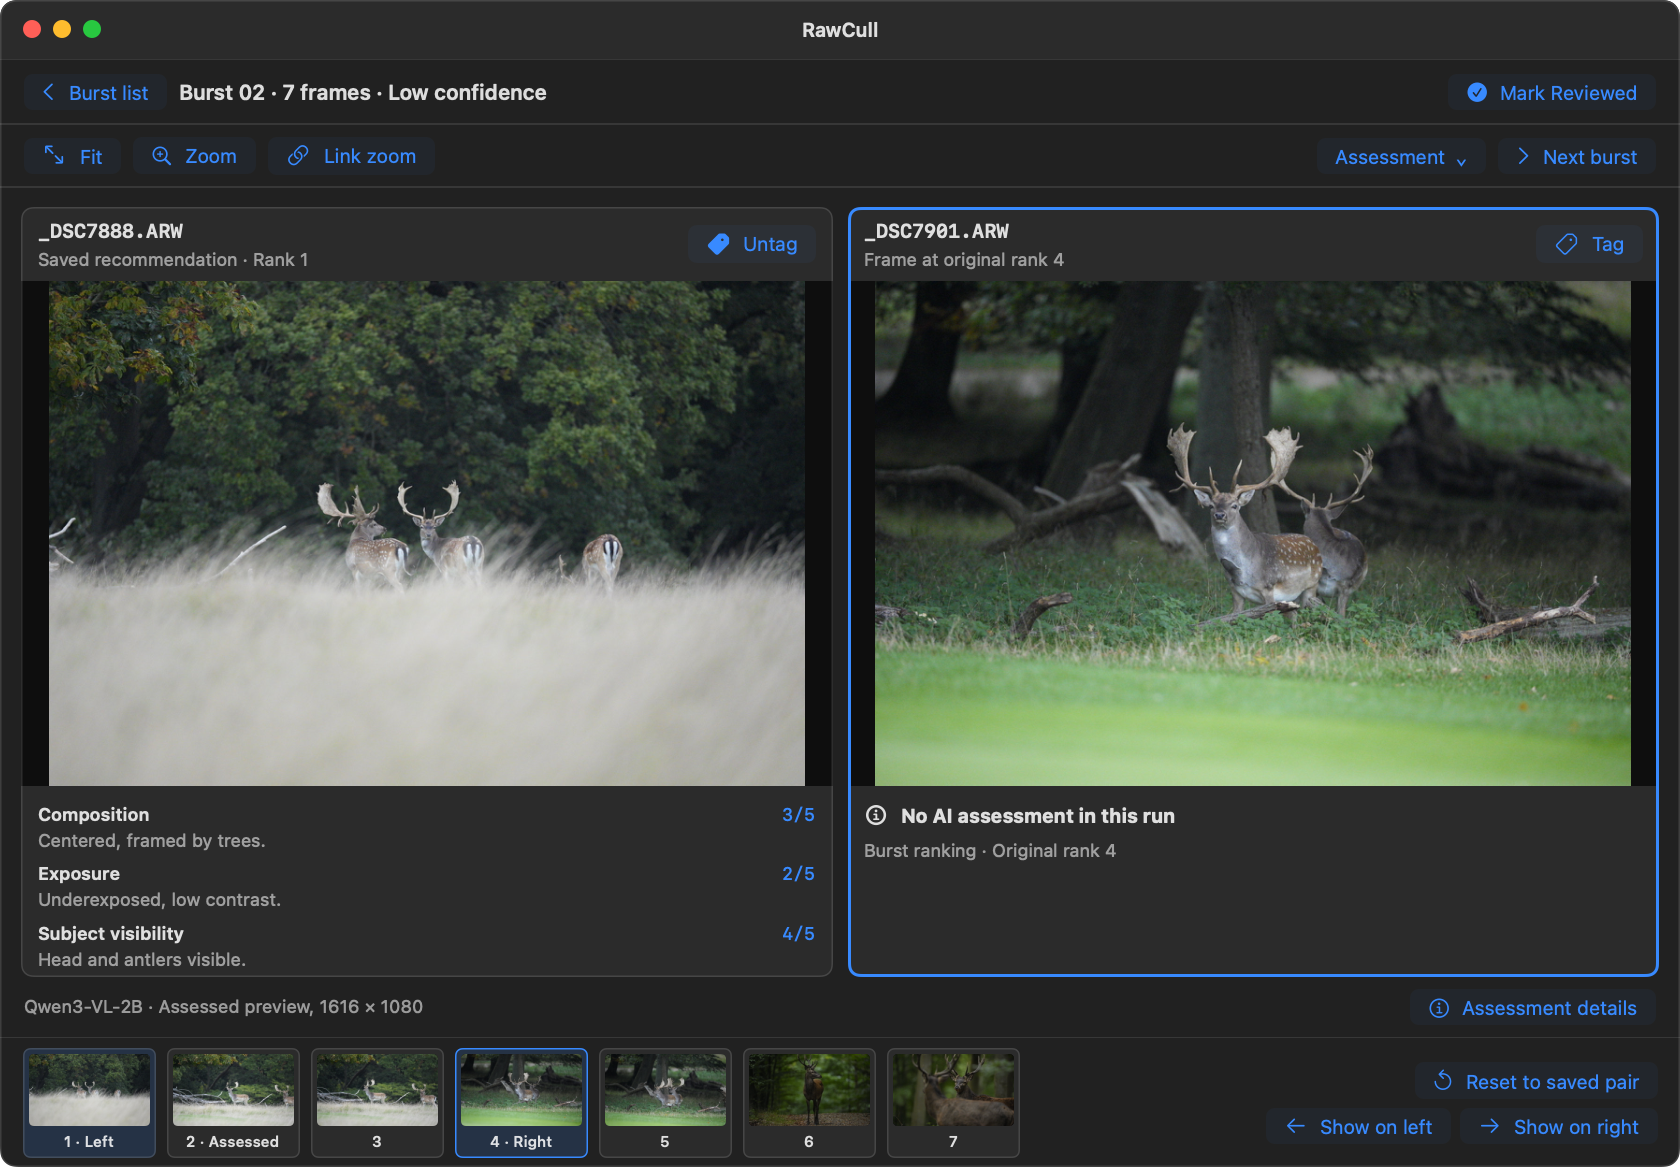 RawCull
Burst list
Burst 02 · 7 frames · Low confidence
Mark Reviewed
Fit
Zoom
Link zoom
Assessment
Next burst
_DSC7888.ARW
Saved recommendation · Rank 1
Untag
_DSC7901.ARW
Frame at original rank 4
Tag
Composition
3/5
Centered, framed by trees.
Exposure
2/5
Underexposed, low contrast.
Subject visibility
4/5
Head and antlers visible.
No AI assessment in this run
Burst ranking · Original rank 4
Qwen3-VL-2B · Assessed preview, 1616 × 1080
Assessment details
1 · Left
2 · Assessed
3
4 · Right
5
6
7
Reset to saved pair
Show on left
Show on right